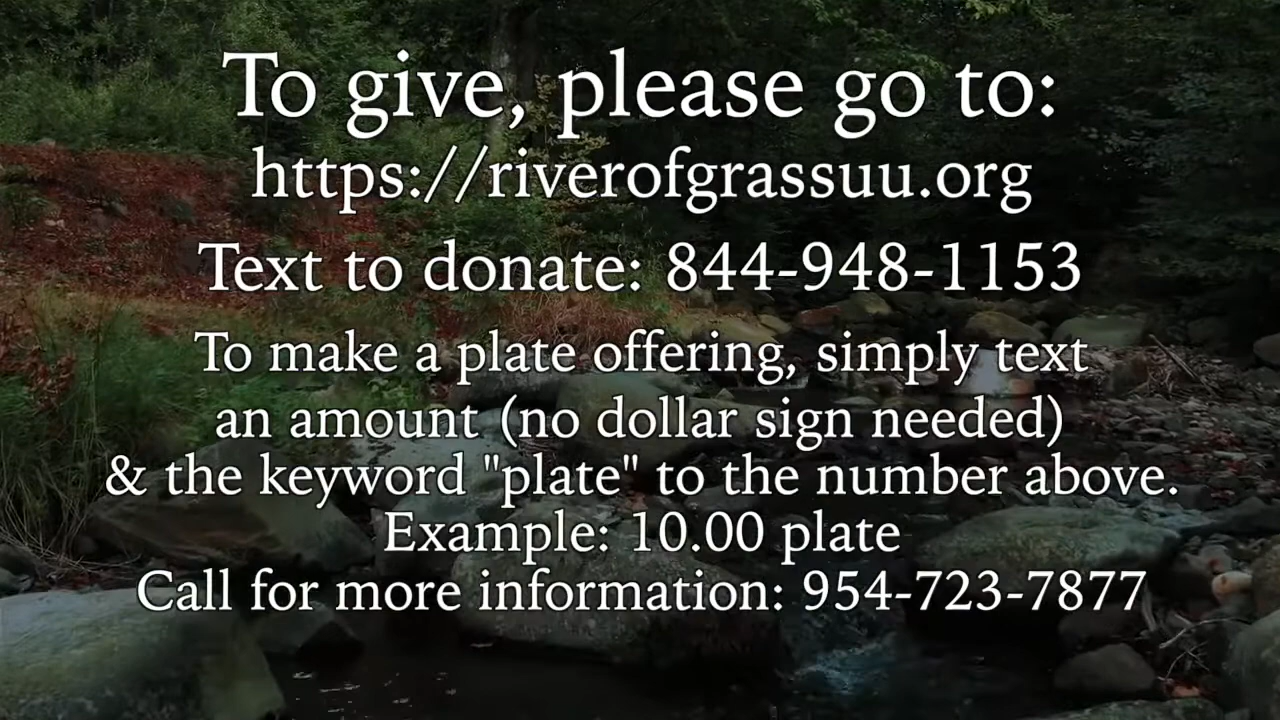 To give, please go to:
https://riverofgrassuu.org
Text to donate: 844-948-1153
To make a plate offering, simply text
an amount (no dollar sign needed)
& the keyword "plate" to the number above.
Example: 10.00 plate
Call for more information: 954-723-7877